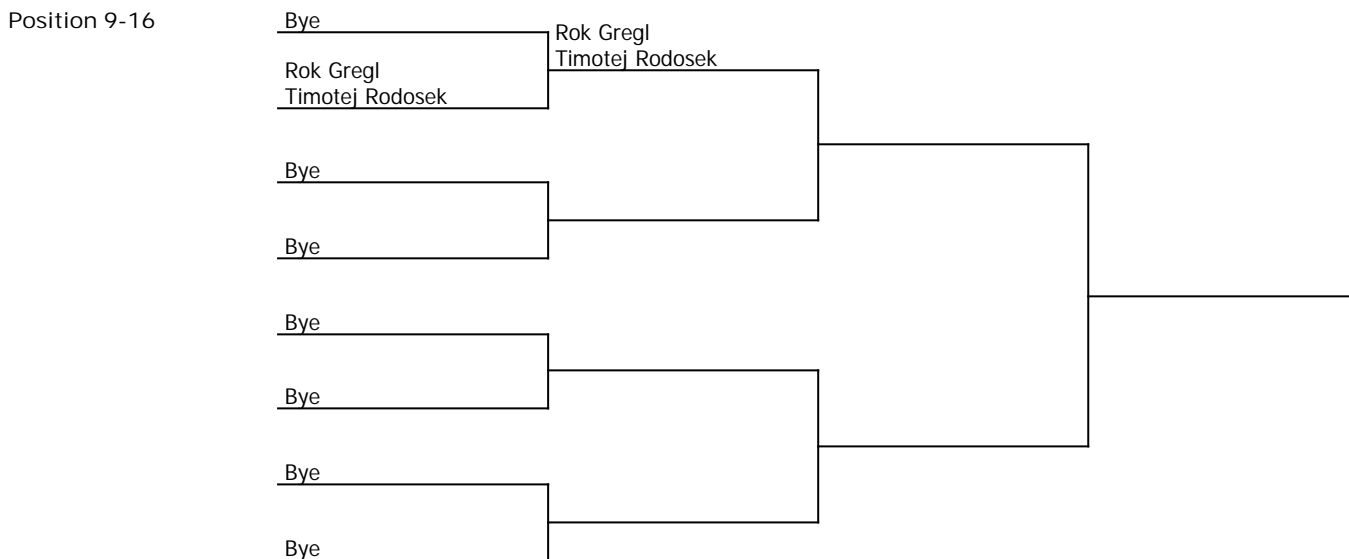 Position 9-16
Bye
Rok Gregl
Timotej Rodosek
Rok Gregl
Timotej Rodosek
Bye
Bye
Bye
Bye
Bye
Bye